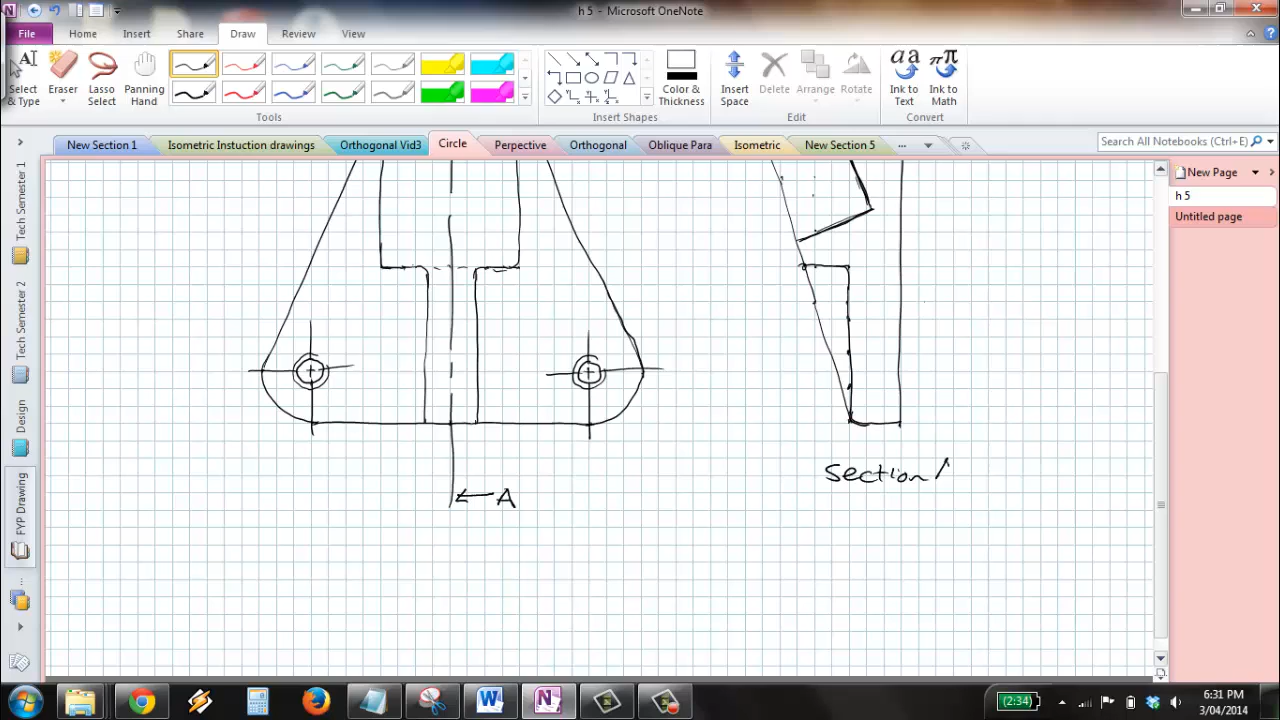 h 5 - Microsoft OneNote
File Home Insert Share Draw Review View
Select & Type
Eraser
Lasso Select
Panning Hand
Color & Thickness
Insert Space
Delete
Arrange
Rotate
Ink to Text
Ink to Math
Tools
Insert Shapes
Edit
Convert
New Section 1 Isometric Instuction drawings Orthogonal Vid3 Circle Perpective Orthogonal Oblique Para Isometric New Section 5 ...
Search All Notebooks (Ctrl+E)
New Page
h 5
Untitled page
Tech Semester 1
Tech Semester 2
Design
FYP Drawing
Section
A
(2:34)
6:31 PM
3/04/2014